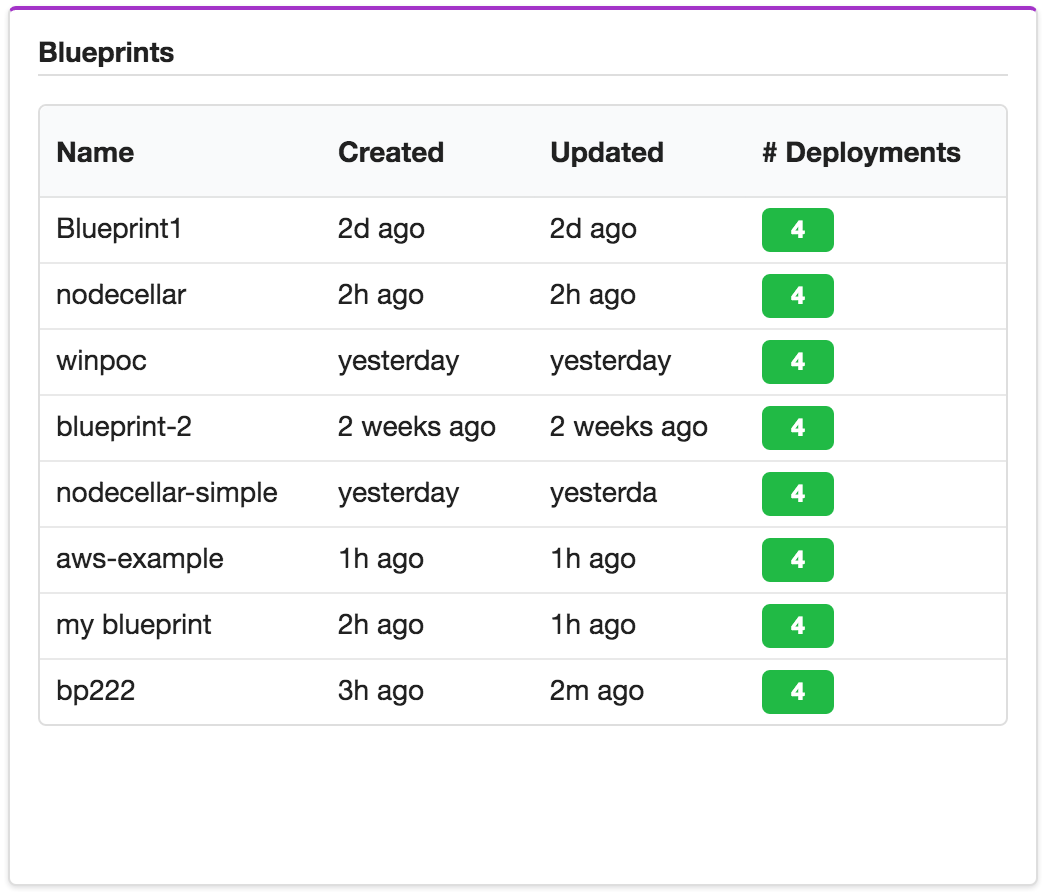 Blueprints
Name Created Updated # Deployments
Blueprint1 2d ago 2d ago 4
nodecellar 2h ago 2h ago 4
winpoc yesterday yesterday 4
blueprint-2 2 weeks ago 2 weeks ago 4
nodecellar-simple yesterday yesterda 4
aws-example 1h ago 1h ago 4
my blueprint 2h ago 1h ago 4
bp222 3h ago 2m ago 4